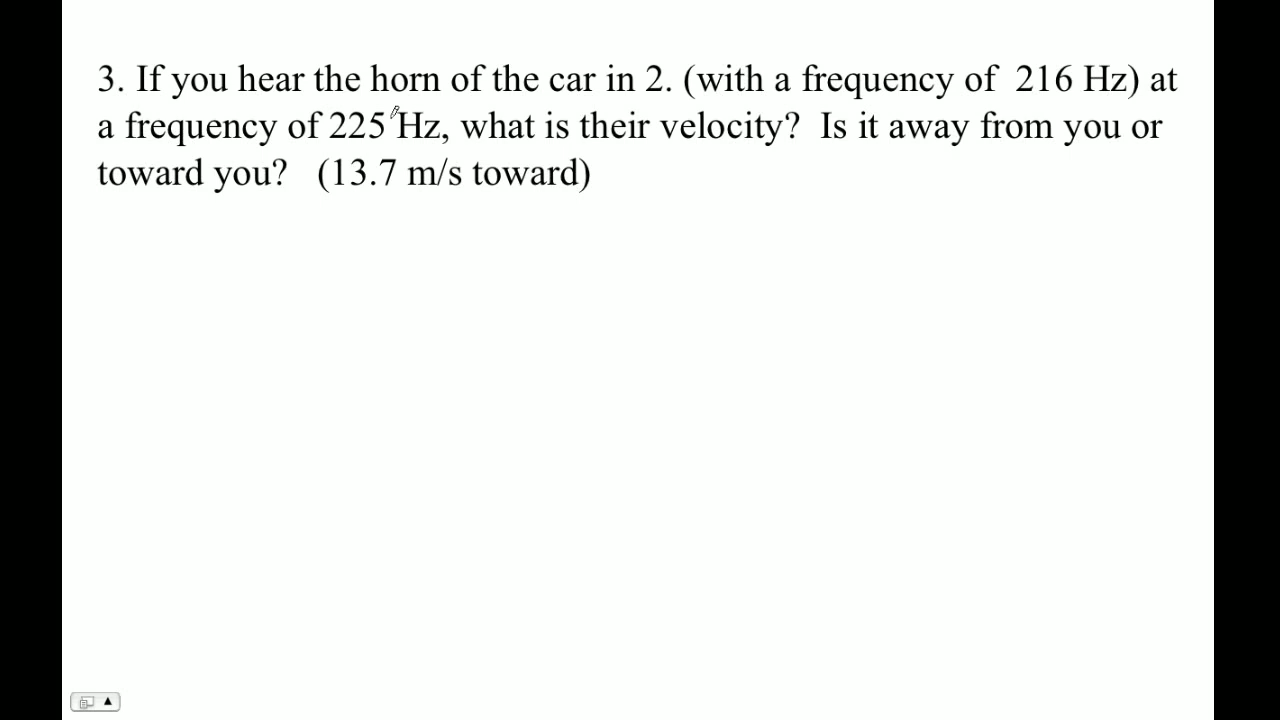 3. If you hear the horn of the car in 2. (with a frequency of  216 Hz) at
a frequency of 225 Hz, what is their velocity?  Is it away from you or
toward you?   (13.7 m/s toward)